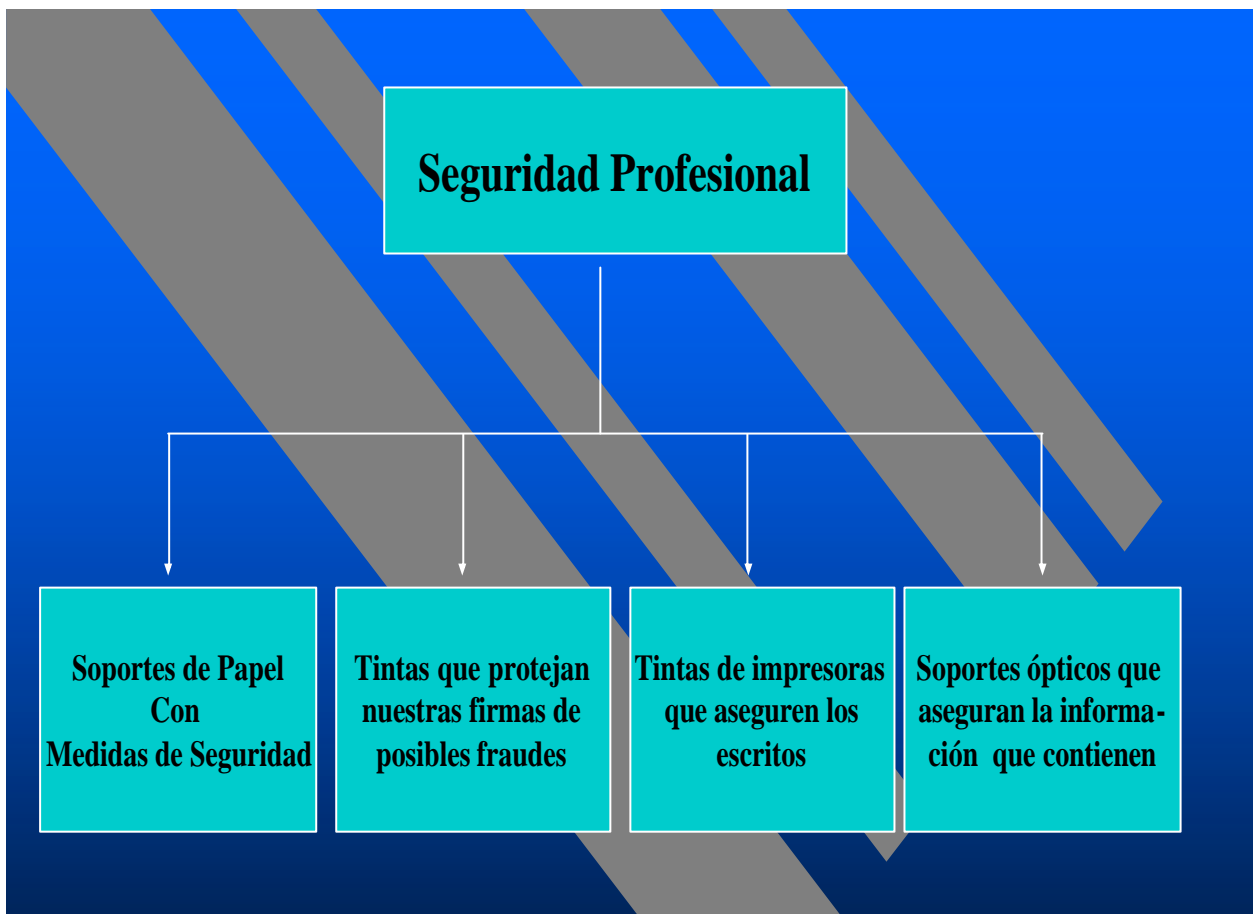 Seguridad Profesional
Soportes de Papel
Con
Medidas de Seguridad
Tintas que protejan
nuestras firmas de
posibles fraudes
Tintas de impresoras
que aseguren los
escritos
Soportes ópticos que
aseguran la informa-
ción que contienen